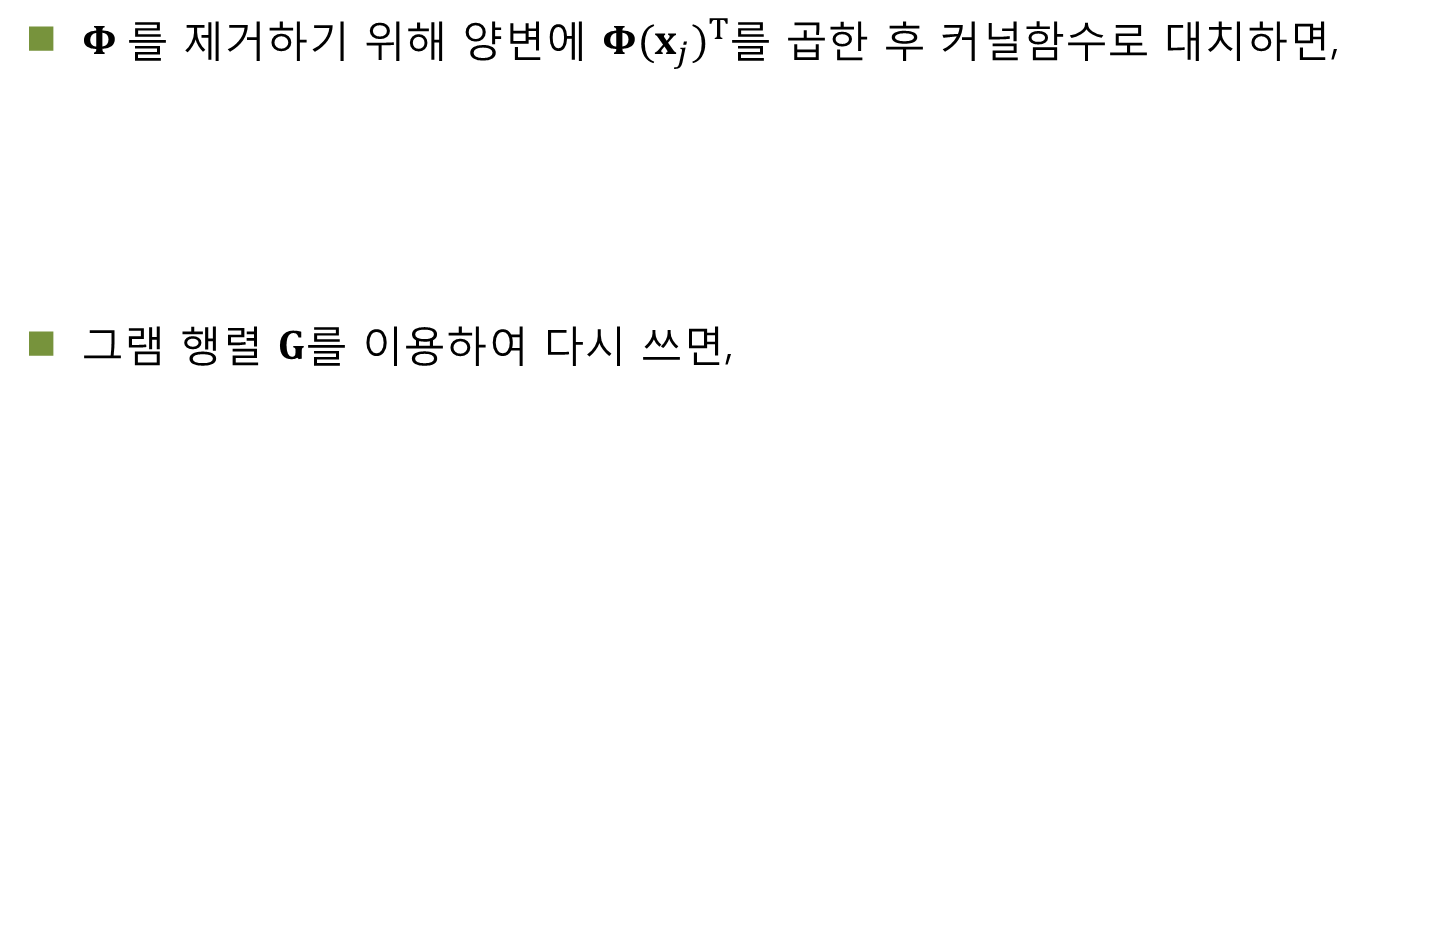 ■ 𝚽 를 제거하기 위해 양변에 𝚽(𝐱ⱼ)ᵀ를 곱한 후 커널함수로 대치하면,
■ 그램 행렬 𝐆를 이용하여 다시 쓰면,